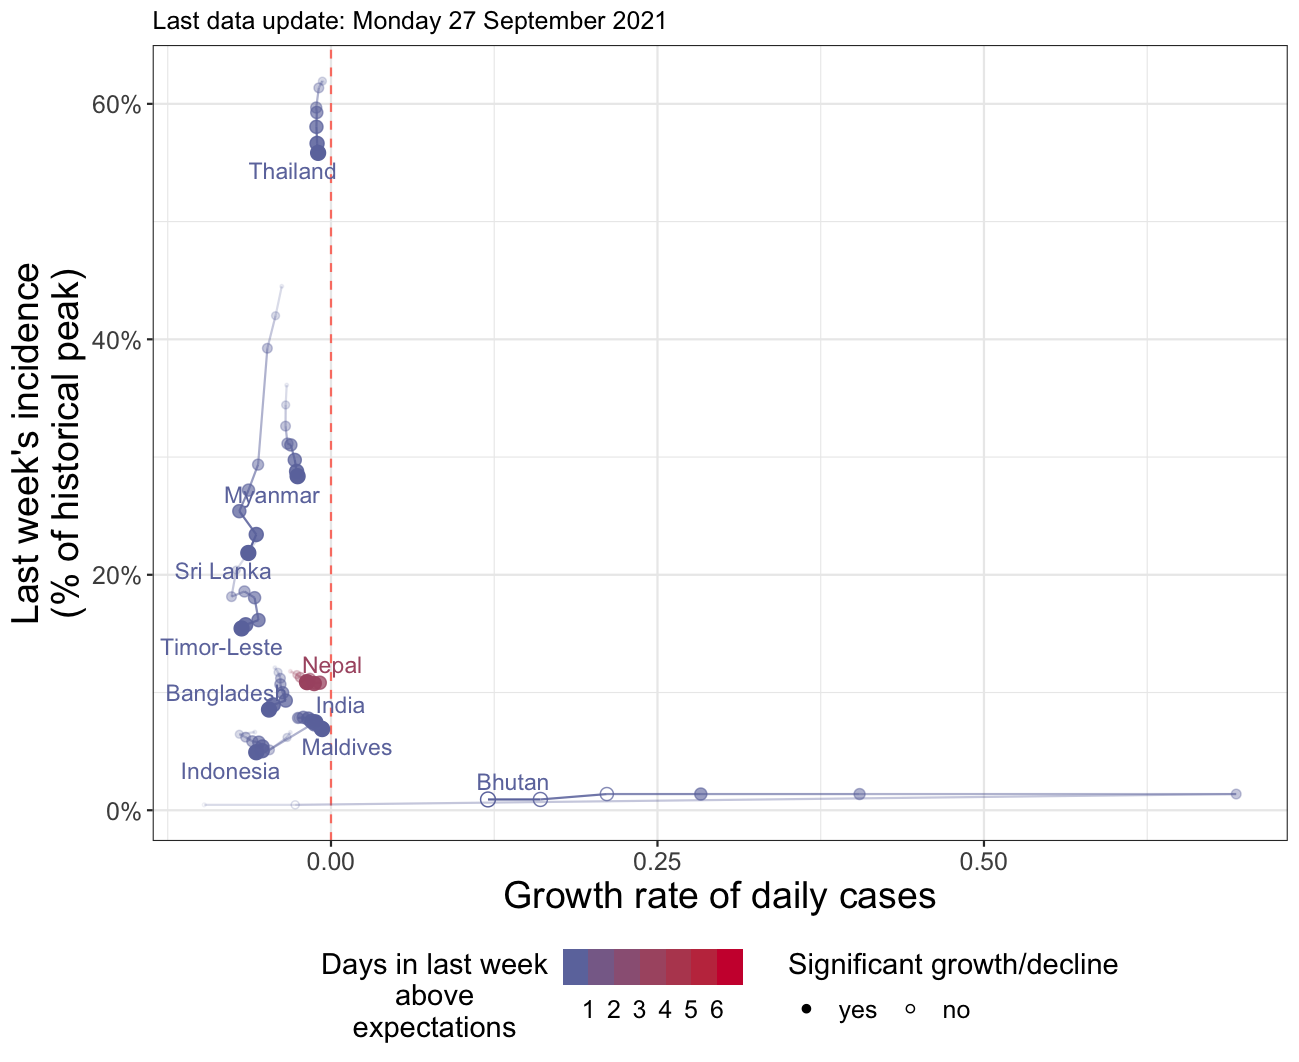 Last data update: Monday 27 September 2021
Last week's incidence
(% of historical peak)
60%
40%
20%
0%
Thailand
Myanmar
Sri Lanka
Timor-Leste
Nepal
Bangladesh
India
Maldives
Indonesia
Bhutan
0.00
0.25
0.50
Growth rate of daily cases
Days in last week
above
expectations
1 2 3 4 5 6
Significant growth/decline
yes no